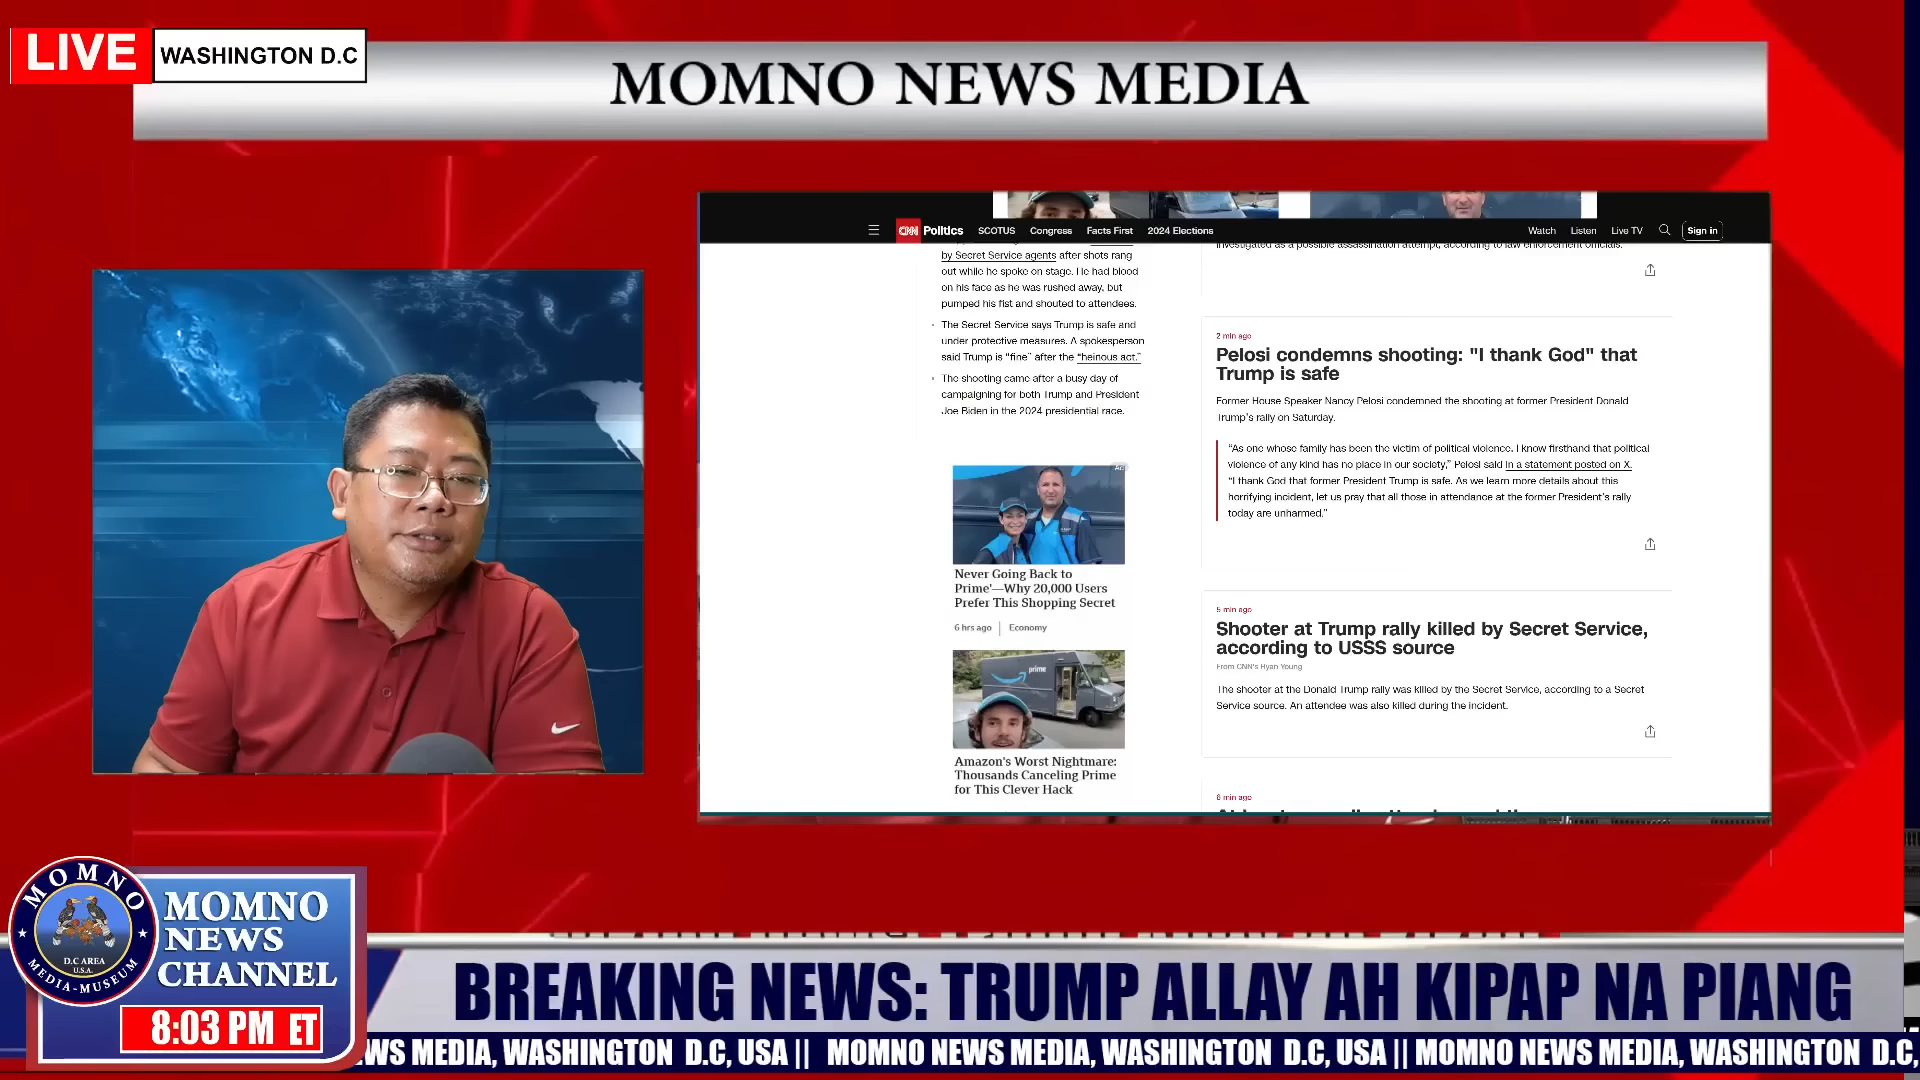 LIVE
WASHINGTON D.C
MOMNO NEWS MEDIA
CNN Politics SCOTUS Congress Facts First 2024 Elections Watch Listen Live TV Sign in
by Secret Service agents after shots rang
out while he spoke on stage. He had blood
on his face as he was rushed away, but
pumped his fist and shouted to attendees.
The Secret Service says Trump is safe and
under protective measures. A spokesperson
said Trump is “fine” after the “heinous act.”
The shooting came after a busy day of
campaigning for both Trump and President
Joe Biden in the 2024 presidential race.
Ad
Never Going Back to
Prime'—Why 20,000 Users
Prefer This Shopping Secret
6 hrs ago | Economy
prime
Amazon's Worst Nightmare:
Thousands Canceling Prime
for This Clever Hack
investigated as a possible assassination attempt, according to law enforcement officials.
2 min ago
Pelosi condemns shooting: "I thank God" that
Trump is safe
Former House Speaker Nancy Pelosi condemned the shooting at former President Donald
Trump’s rally on Saturday.
“As one whose family has been the victim of political violence, I know firsthand that political
violence of any kind has no place in our society,” Pelosi said in a statement posted on X.
“I thank God that former President Trump is safe. As we learn more details about this
horrifying incident, let us pray that all those in attendance at the former President’s rally
today are unharmed.”
5 min ago
Shooter at Trump rally killed by Secret Service,
according to USSS source
From CNN's Ryan Young
The shooter at the Donald Trump rally was killed by the Secret Service, according to a Secret
Service source. An attendee was also killed during the incident.
6 min ago
MOMNO
D.C AREA
U.S.A.
MEDIA-MUSEUM
MOMNO
NEWS
CHANNEL
8:03 PM ET
BREAKING NEWS: TRUMP ALLAY AH KIPAP NA PIANG
WS MEDIA, WASHINGTON D.C, USA || MOMNO NEWS MEDIA, WASHINGTON D.C, USA || MOMNO NEWS MEDIA, WASHINGTON D.C,